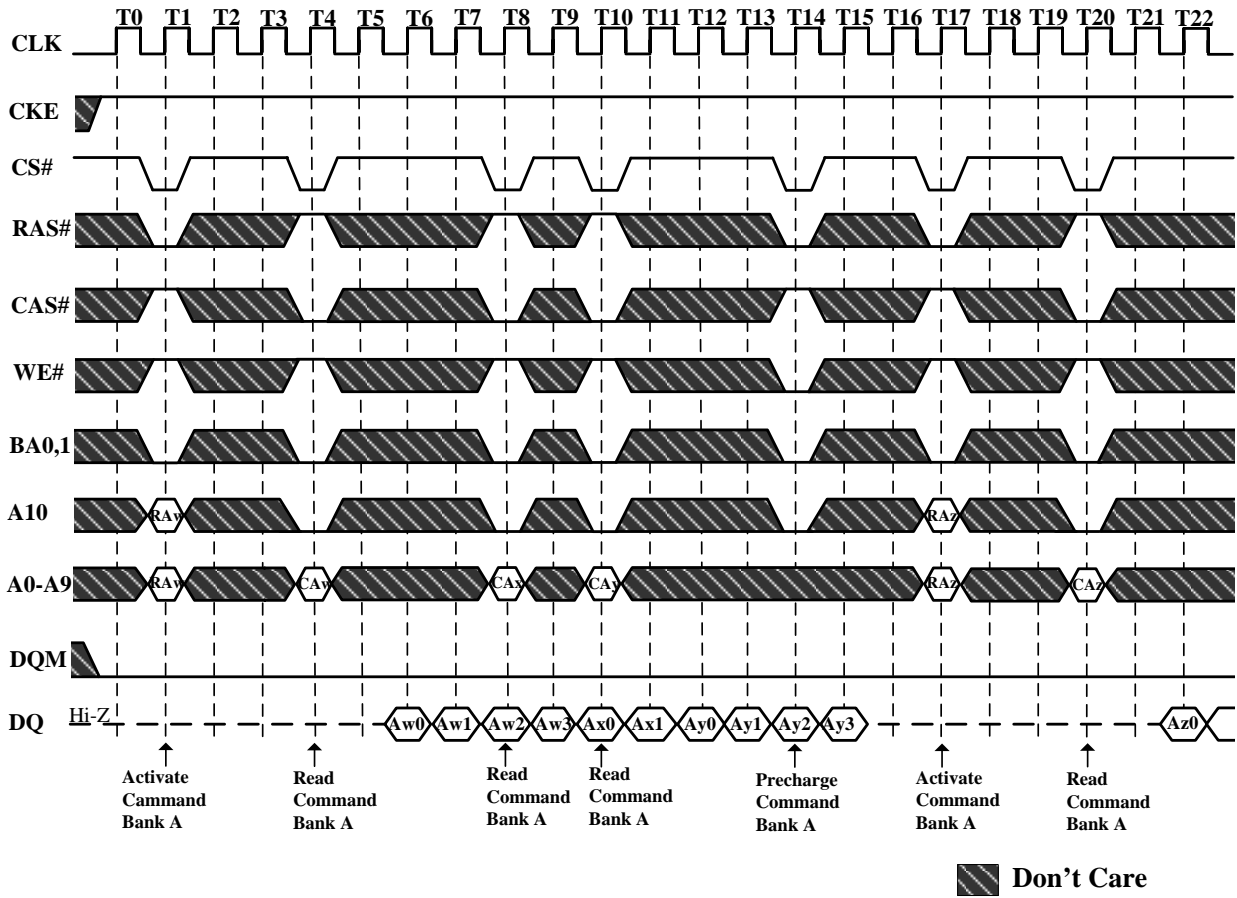 T0 T1 T2 T3 T4 T5 T6 T7 T8 T9 T10 T11 T12 T13 T14 T15 T16 T17 T18 T19 T20 T21 T22
CLK
CKE
CS#
RAS#
CAS#
WE#
BA0,1
A10 RAw RAz
A0-A9 RAw CAw CAx CAy RAz CAz
DQM
DQ Hi-Z Aw0 Aw1 Aw2 Aw3 Ax0 Ax1 Ay0 Ay1 Ay2 Ay3 Az0
Activate
Cammand
Bank A
Read
Command
Bank A
Read
Command
Bank A
Read
Command
Bank A
Precharge
Command
Bank A
Activate
Command
Bank A
Read
Command
Bank A
Don't Care